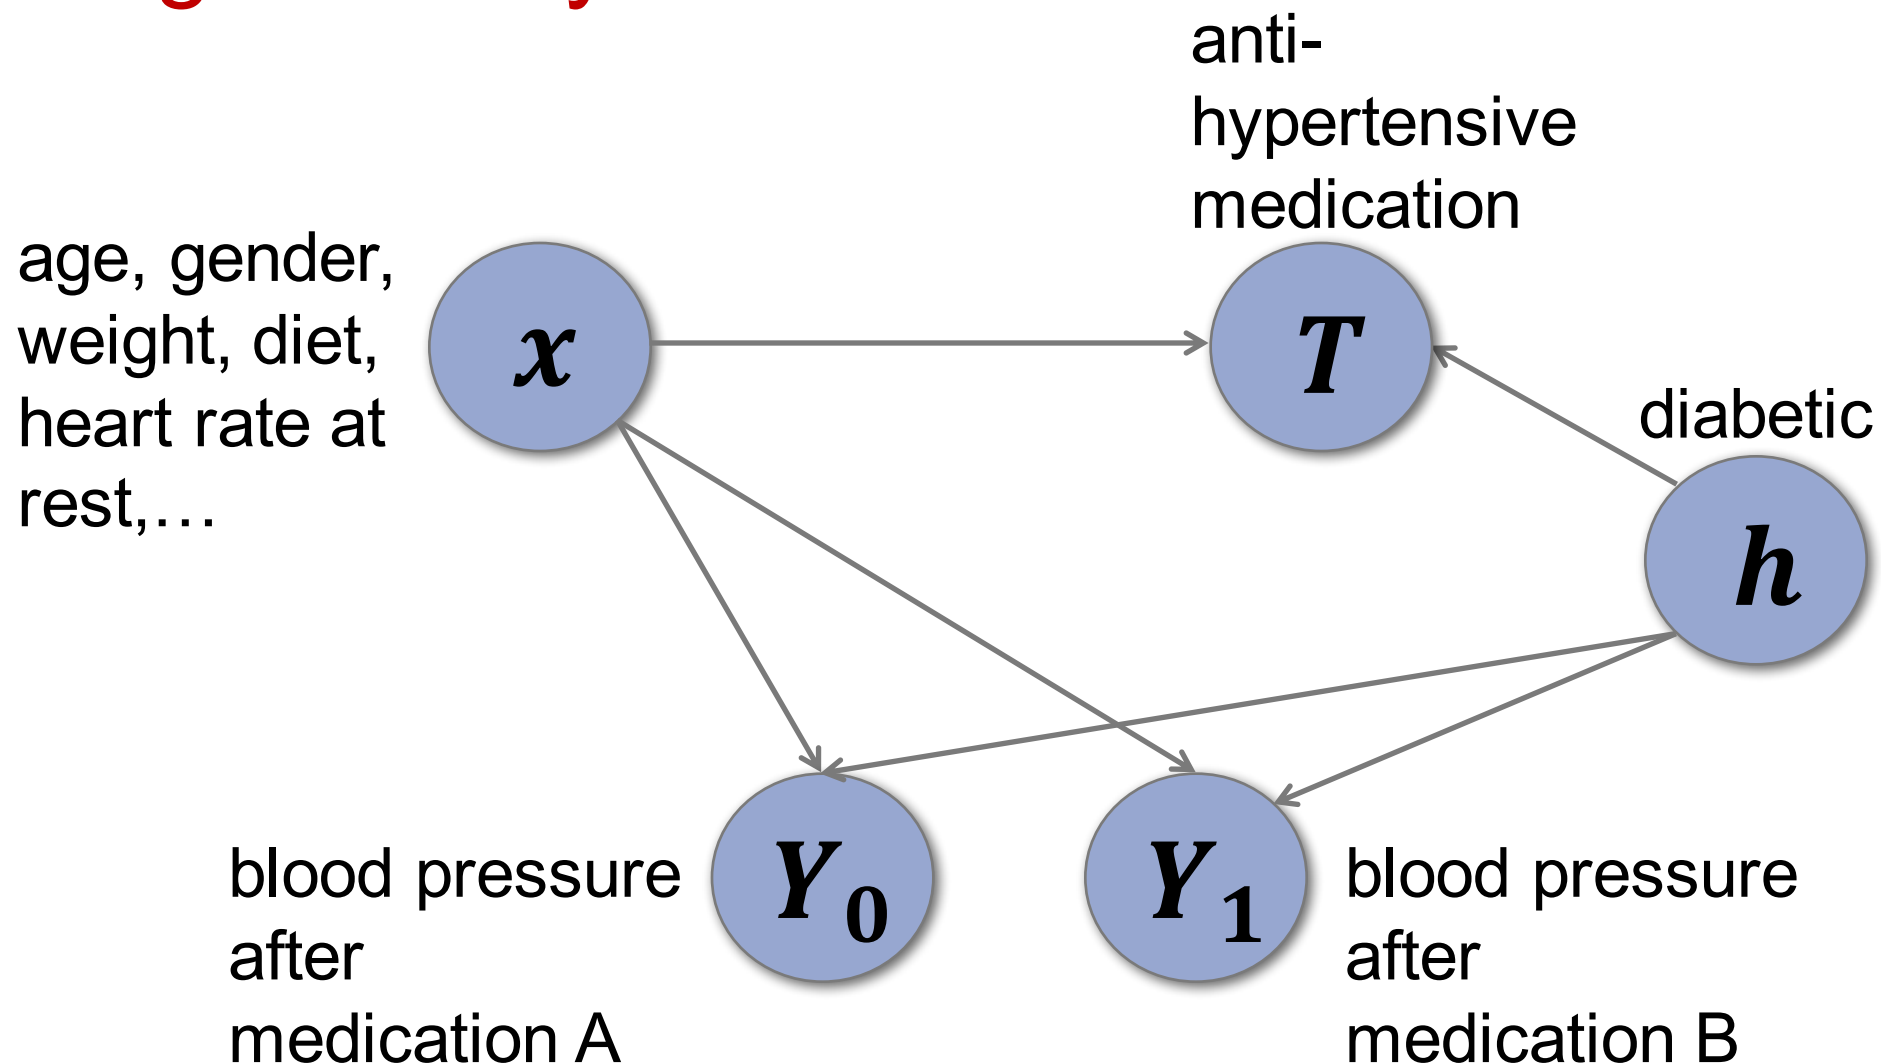 anti-
hypertensive
medication
age, gender,
weight, diet,
heart rate at
rest,…
x
T
diabetic
h
Y0
Y1
blood pressure
after
medication A
blood pressure
after
medication B